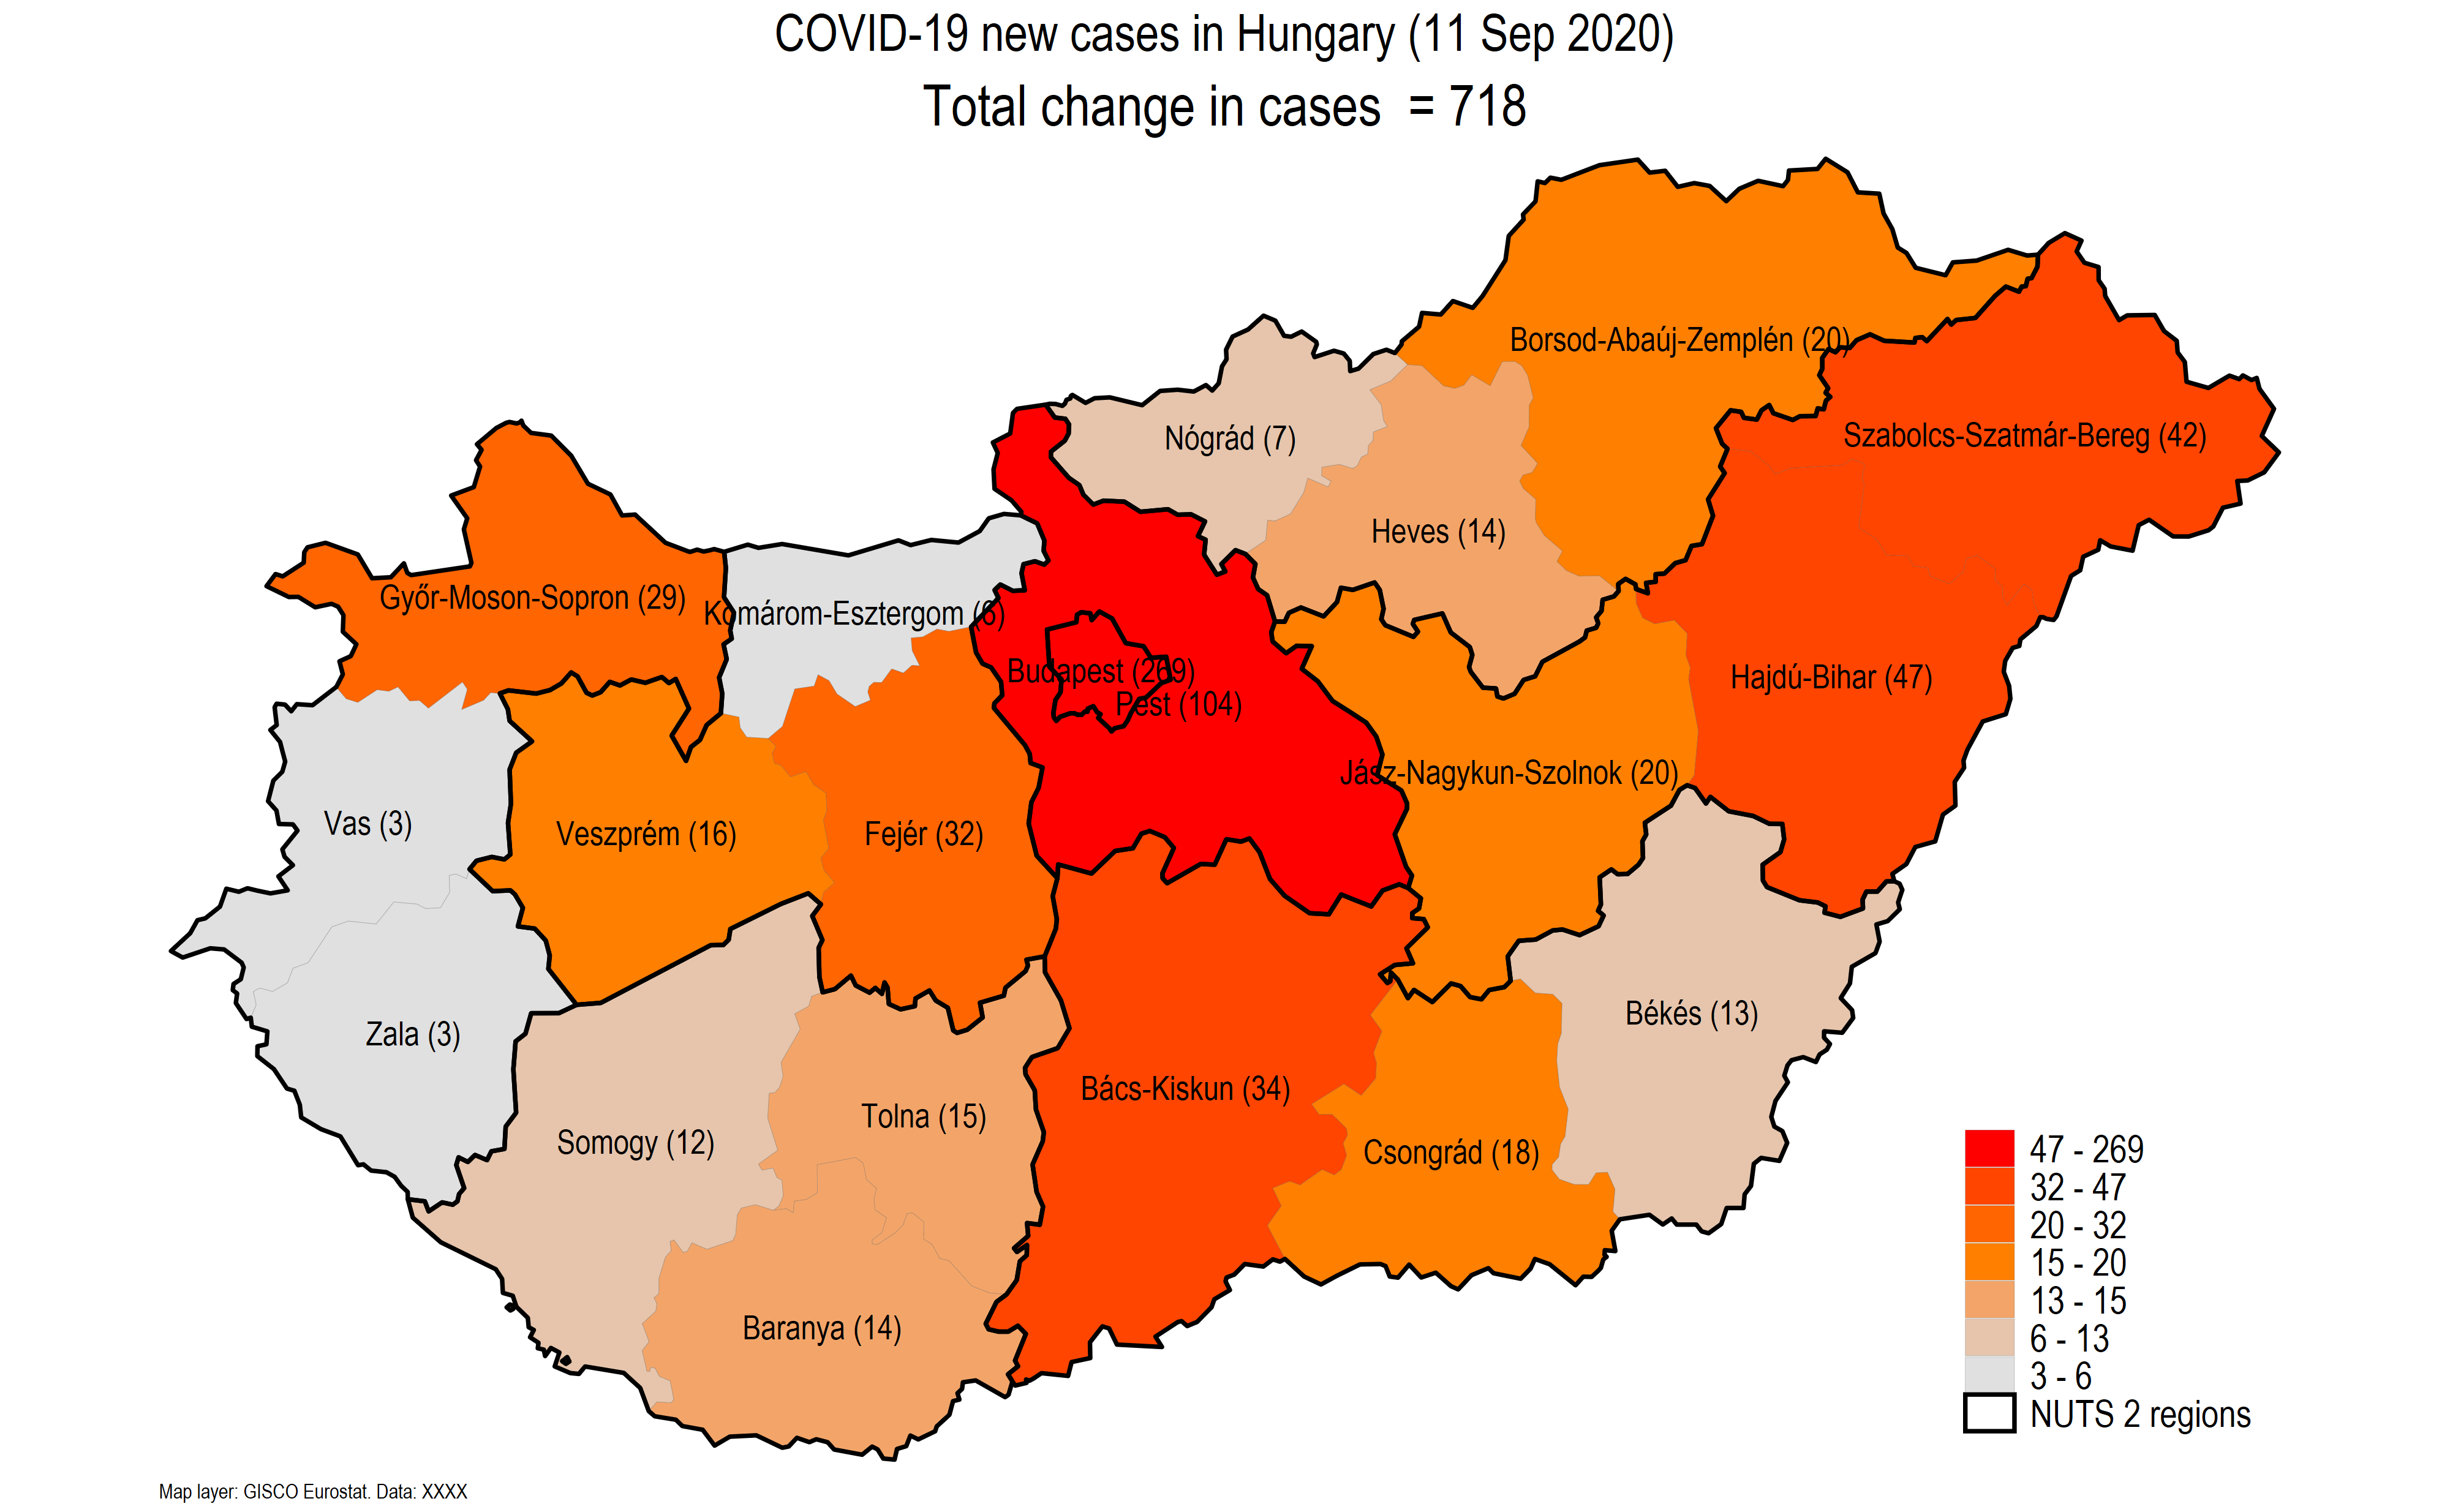 COVID-19 new cases in Hungary (11 Sep 2020)
Total change in cases = 718
Borsod-Abaúj-Zemplén (20)
Szabolcs-Szatmár-Bereg (42)
Nógrád (7)
Heves (14)
Győr-Moson-Sopron (29)
Komárom-Esztergom (6)
Budapest (269)
Hajdú-Bihar (47)
Pest (104)
Jász-Nagykun-Szolnok (20)
Vas (3)
Veszprém (16)
Fejér (32)
Békés (13)
Zala (3)
Bács-Kiskun (34)
Tolna (15)
Somogy (12)
Csongrád (18)
Baranya (14)
47 - 269
32 - 47
20 - 32
15 - 20
13 - 15
6 - 13
3 - 6
NUTS 2 regions
Map layer: GISCO Eurostat. Data: XXXX